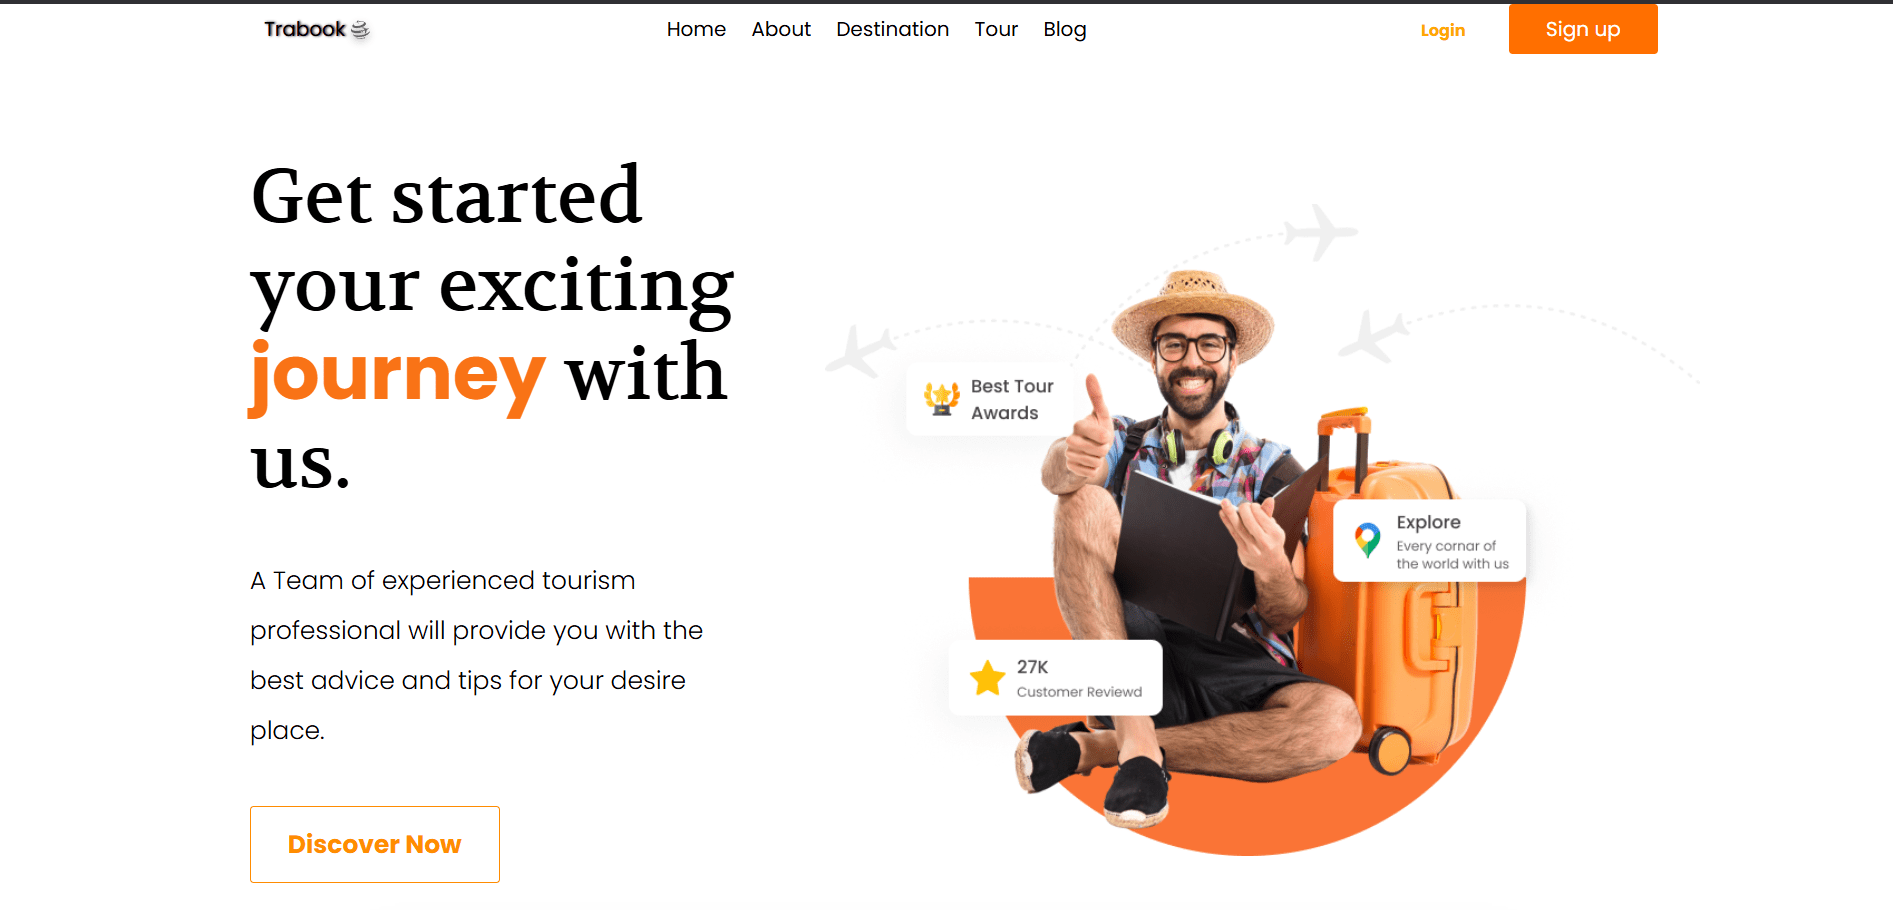 Trabook
Home About Destination Tour Blog
Login
Sign up
Get started
your exciting
journey with
us.
A Team of experienced tourism
professional will provide you with the
best advice and tips for your desire
place.
Discover Now
Best Tour
Awards
Explore
Every cornar of
the world with us
27K
Customer Reviewd